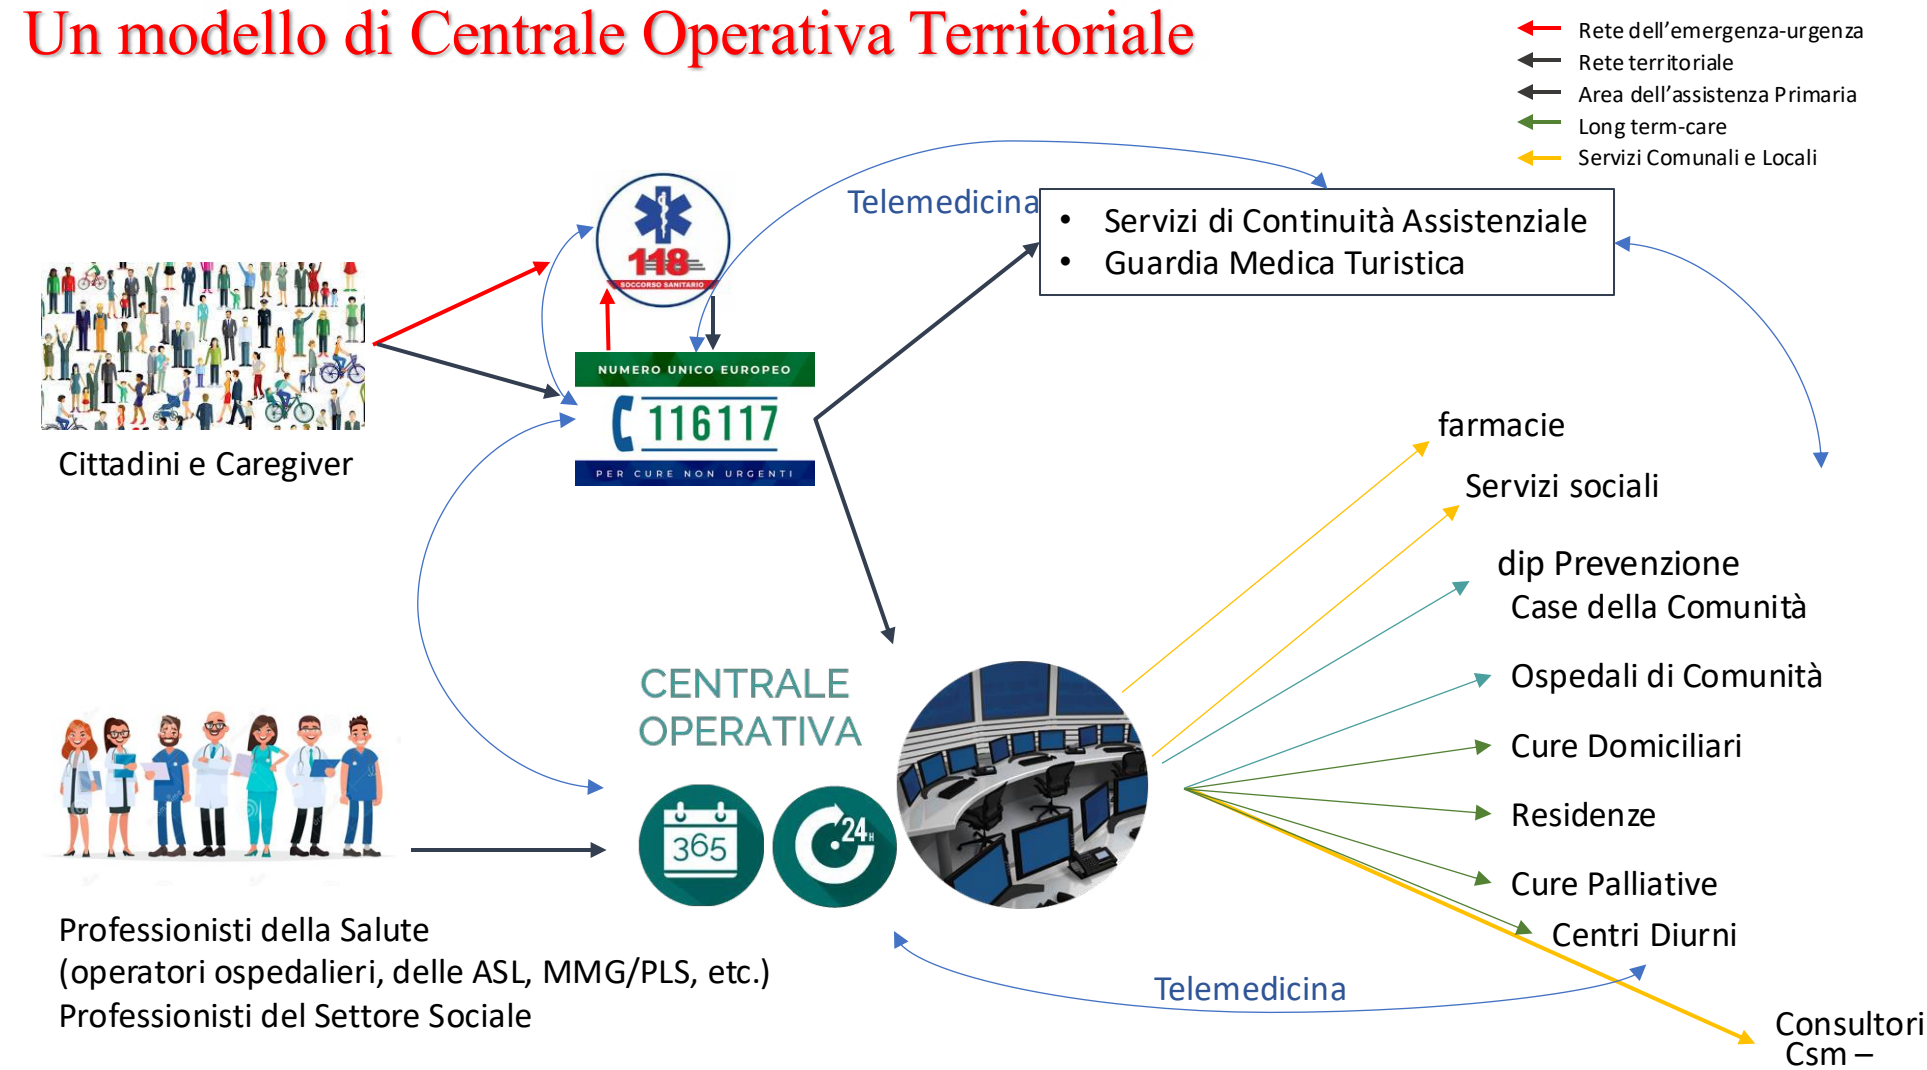 Un modello di Centrale Operativa Territoriale
Rete dell'emergenza-urgenza
Rete territoriale
Area dell'assistenza Primaria
Long term-care
Servizi Comunali e Locali
Telemedicina
• Servizi di Continuità Assistenziale
• Guardia Medica Turistica
118
SOCCORSO SANITARIO
NUMERO UNICO EUROPEO
116117
PER CURE NON URGENTI
Cittadini e Caregiver
farmacie
Servizi sociali
dip Prevenzione
Case della Comunità
Ospedali di Comunità
Cure Domiciliari
Residenze
Cure Palliative
Centri Diurni
CENTRALE
OPERATIVA
365
24H
Professionisti della Salute
(operatori ospedalieri, delle ASL, MMG/PLS, etc.)
Professionisti del Settore Sociale
Telemedicina
Consultori
Csm –